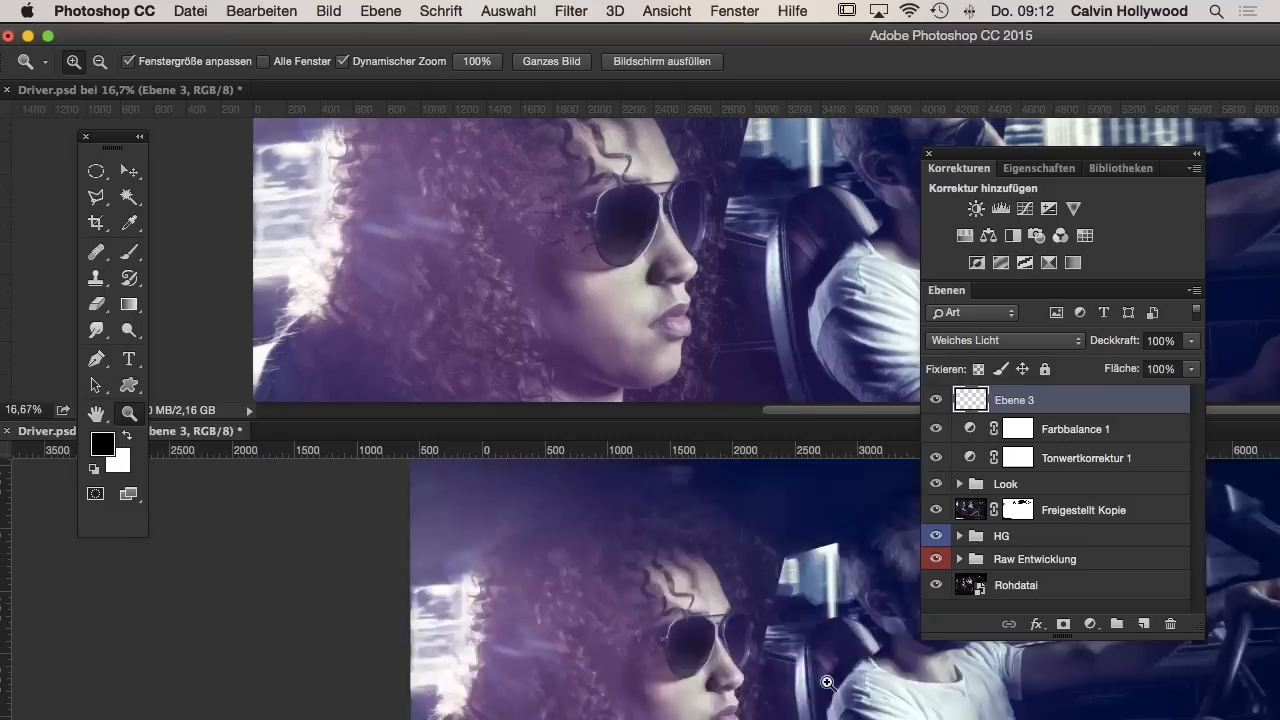 Photoshop CC Datei Bearbeiten Bild Ebene Schrift Auswahl Filter 3D Ansicht Fenster Hilfe Do. 09:12 Calvin Hollywood
Adobe Photoshop CC 2015
Fenstergröße anpassen Alle Fenster Dynamischer Zoom 100% Ganzes Bild Bildschirm ausfüllen
Driver.psd bei 16,7% (Ebene 3, RGB/8) *
1400 1200 1000 800 600 400 200 0 200 400 600 800 1000 1200 1400 1600 1800 2000 2200 2400 2600 2800 3000 3200 3400 3600 3800 4000 4200 4400 4600 4800 5000 5200 5400 5600 5800 6000
Korrekturen Eigenschaften Bibliotheken
Korrektur hinzufügen
Ebenen
Art
Weiches Licht Deckkraft: 100%
Fixieren: Fläche: 100%
Ebene 3
Farbbalance 1
Tonwertkorrektur 1
Look
Freigestellt Kopie
HG
Raw Entwicklung
Rohdatai
fx
T
16,67% 0 MB/2,16 GB
Driver.psd Ebene 3, RGB/8) *
3500 2500 2000 1500 1000 500 0 500 1000 1500 2000 2500 3000 6000